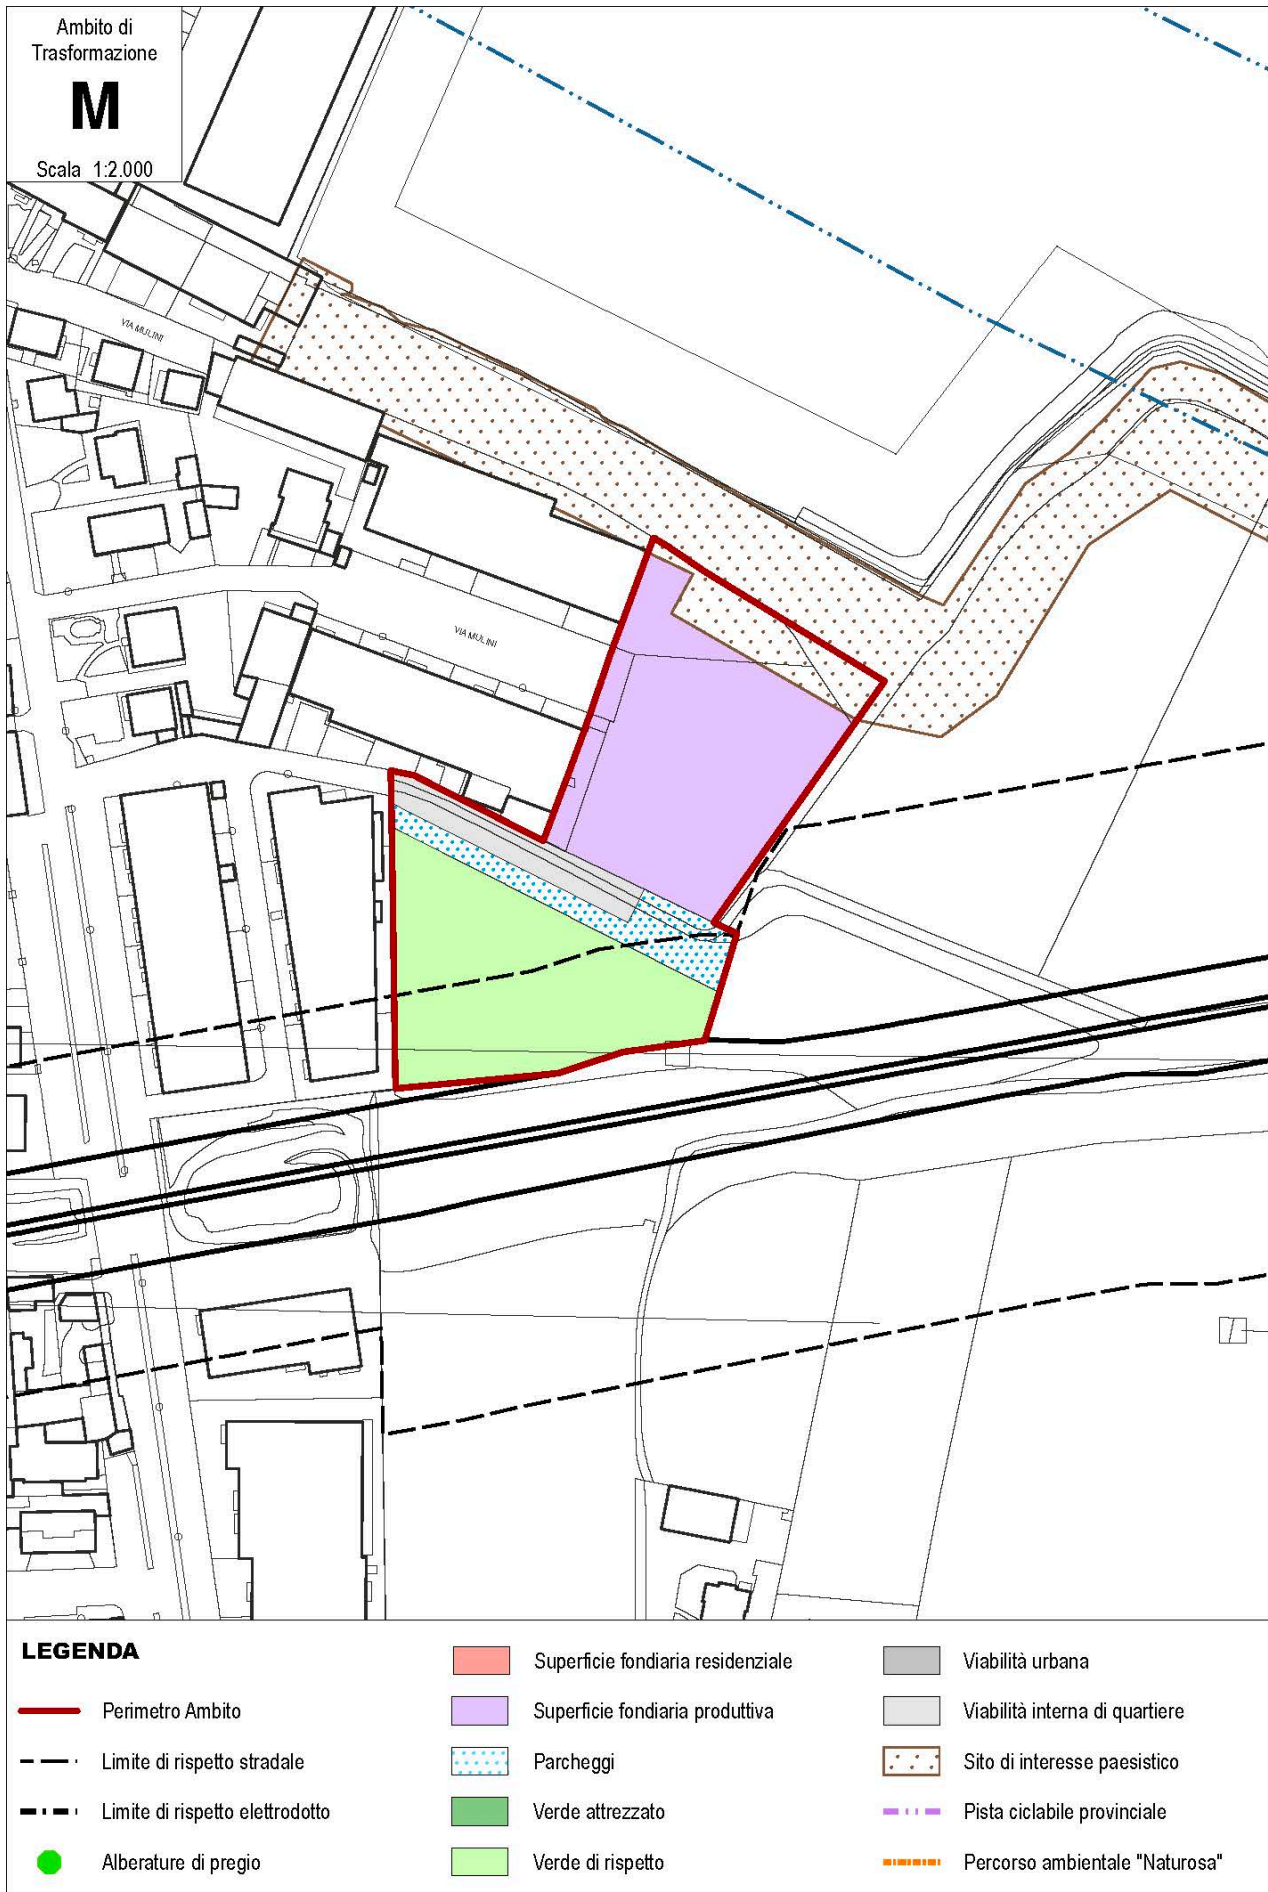 Ambito di
Trasformazione
M
Scala 1:2.000
VIA MULINI
VIA MULINI
LEGENDA
Perimetro Ambito
Limite di rispetto stradale
Limite di rispetto elettrodotto
Alberature di pregio
Superficie fondiaria residenziale
Superficie fondiaria produttiva
Parcheggi
Verde attrezzato
Verde di rispetto
Viabilità urbana
Viabilità interna di quartiere
Sito di interesse paesistico
Pista ciclabile provinciale
Percorso ambientale "Naturosa"